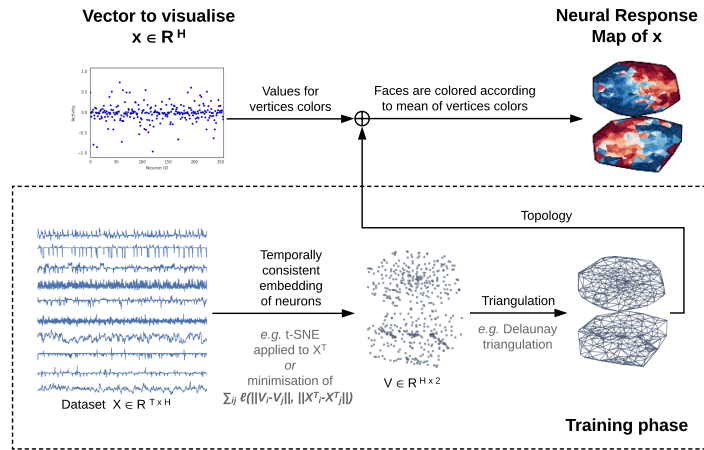 Vector to visualise
x ∈ R^H
Neural Response
Map of x
1.0
0.5
0.0
−0.5
−1.0
Activity
0
50
100
150
200
250
Neuron ID
Values for
vertices colors
Faces are colored according
to mean of vertices colors
Topology
Temporally
consistent
embedding
of neurons
e.g. t-SNE
applied to X^T
or
minimisation of
∑ij ℓ(||Vi-Vj||, ||X^Ti-X^Tj||)
Triangulation
e.g. Delaunay
triangulation
Dataset X ∈ R^T x H
V ∈ R^H x 2
Training phase